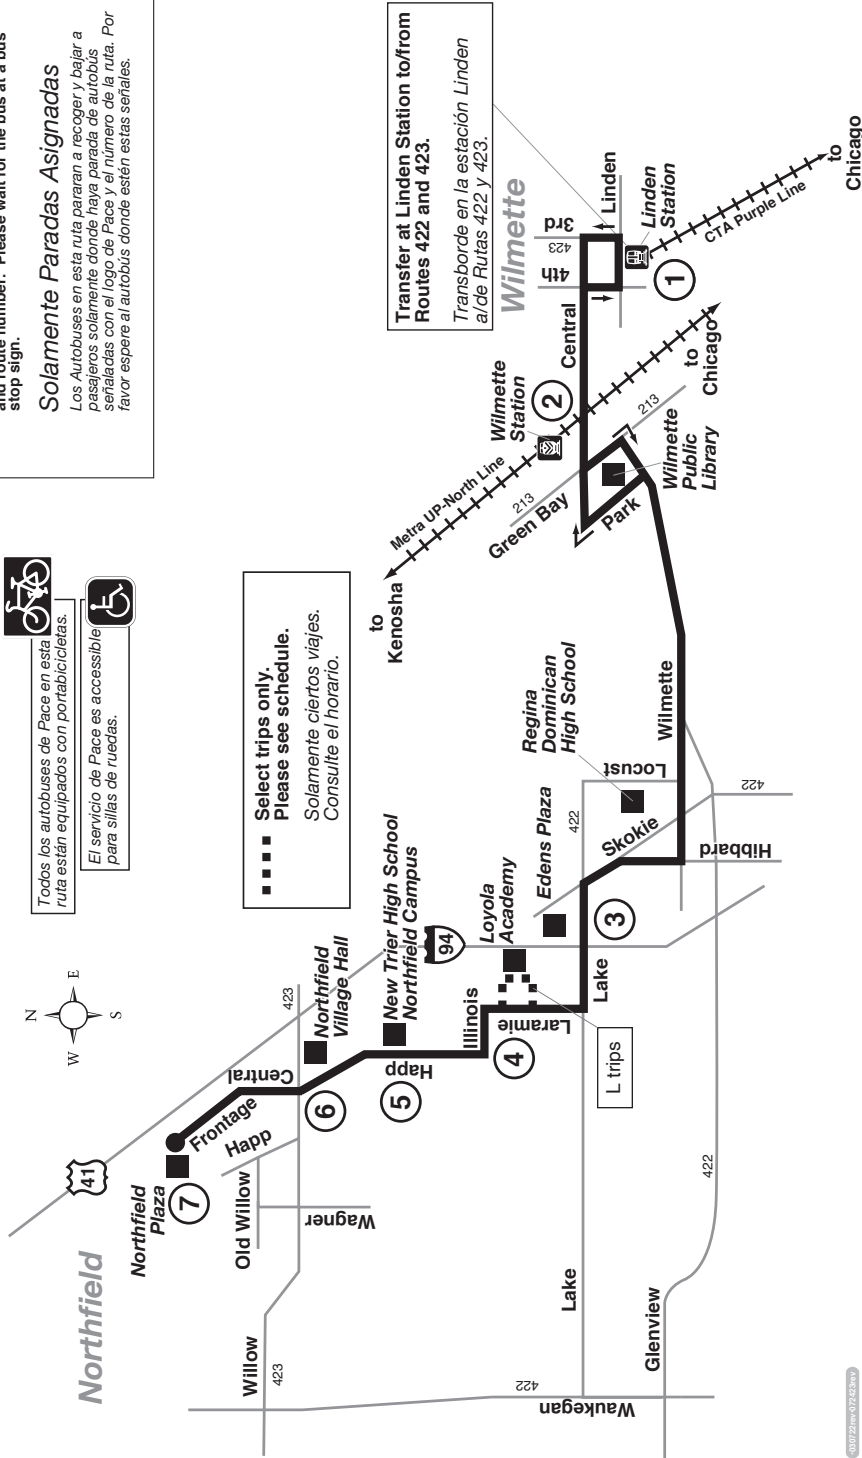 and route number. Please wait for the bus at a bus
stop sign.
Solamente Paradas Asignadas
Los Autobuses en esta ruta pararan a recoger y bajar a
pasajeros solamente donde haya parada de autobús
señaladas con el logo de Pace y el número de la ruta. Por
favor espere al autobús donde estén estas señales.
Todos los autobuses de Pace en esta
ruta están equipados con portabicicletas.
El servicio de Pace es accessible
para sillas de ruedas.
N
E
S
W
Select trips only.
Please see schedule.
Solamente ciertos viajes.
Consulte el horario.
Transfer at Linden Station to/from
Routes 422 and 423.
Transborde en la estación Linden
a/de Rutas 422 y 423.
Northfield
41
Northfield
Plaza
7
Frontage
Happ
Central
Old Willow
Wagner
Willow
423
423
Northfield
Village Hall
6
New Trier High School
Northfield Campus
5
Happ
94
Illinois
4
Loyola
Academy
Laramie
L trips
Edens Plaza
Lake
3
Lake
Waukegan
422
Glenview
422
422
Regina
Dominican
High School
Locust
Skokie
Hibbard
422
Wilmette
to
Kenosha
Metra UP-North Line
Wilmette
Station
2
213
Green Bay
Park
Wilmette
Public
Library
213
to
Chicago
Wilmette
Central
4th
423
3rd
Linden
Linden
Station
1
CTA Purple Line
to
Chicago
-030722rev-072423rev